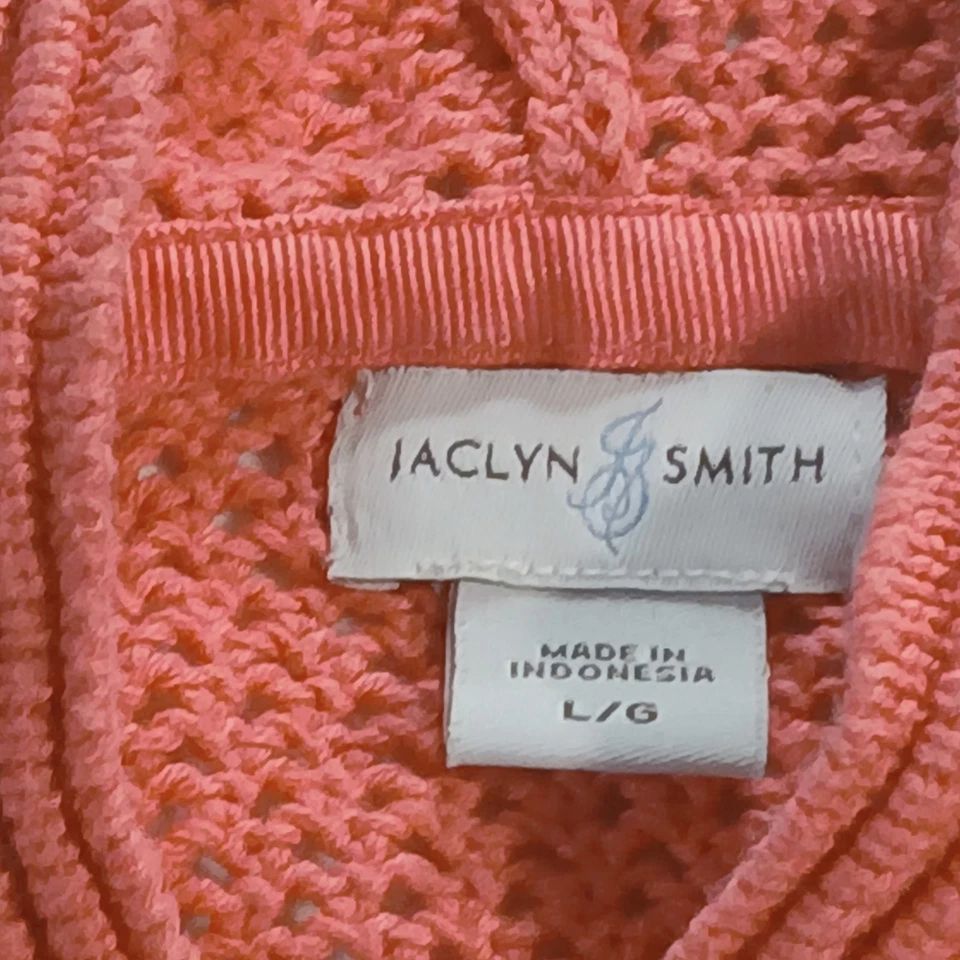 JACLYN SMITH
MADE IN
INDONESIA
L/G